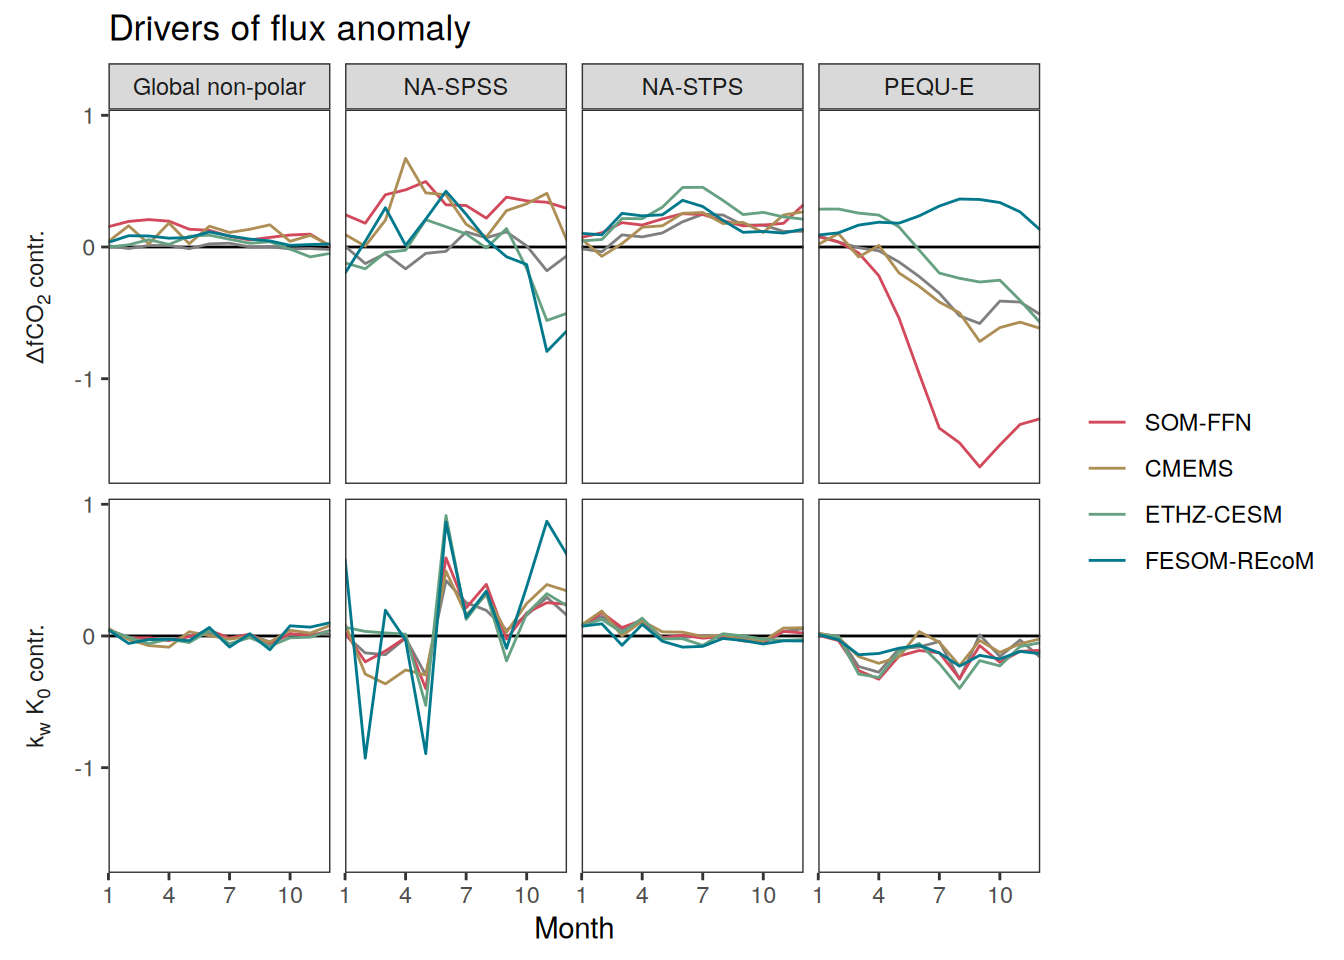 Drivers of flux anomaly
Global non-polar
NA-SPSS
NA-STPS
PEQU-E
ΔfCO2 contr.
1
0
-1
kw K0 contr.
1
0
-1
1 4 7 10
1 4 7 10
1 4 7 10
1 4 7 10
Month
SOM-FFN
CMEMS
ETHZ-CESM
FESOM-REcoM